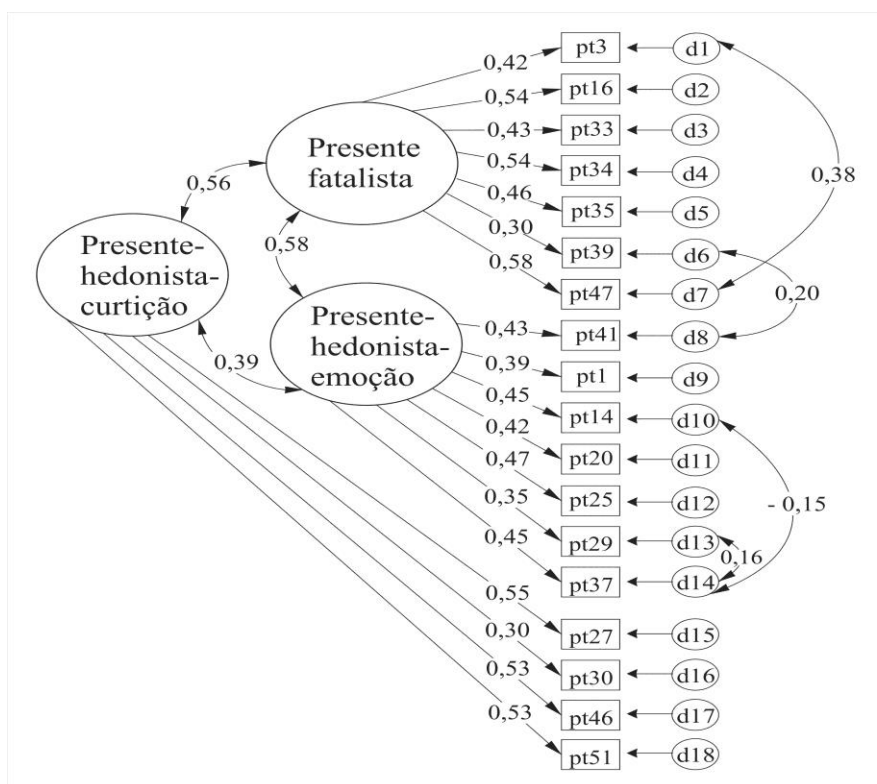 pt3
d1
0,42
pt16
d2
0,54
pt33
d3
0,43
Presente
fatalista
pt34
d4
0,54
0,38
0,56
pt35
d5
0,46
pt39
d6
0,30
Presente-
hedonista-
curtição
0,58
pt47
d7
0,58
0,20
pt41
d8
0,43
Presente-
hedonista-
emoção
0,39
pt1
d9
0,39
pt14
d10
0,45
pt20
d11
0,42
pt25
d12
0,47
- 0,15
pt29
d13
0,35
0,16
pt37
d14
0,45
pt27
d15
0,55
pt30
d16
0,30
pt46
d17
0,53
pt51
d18
0,53